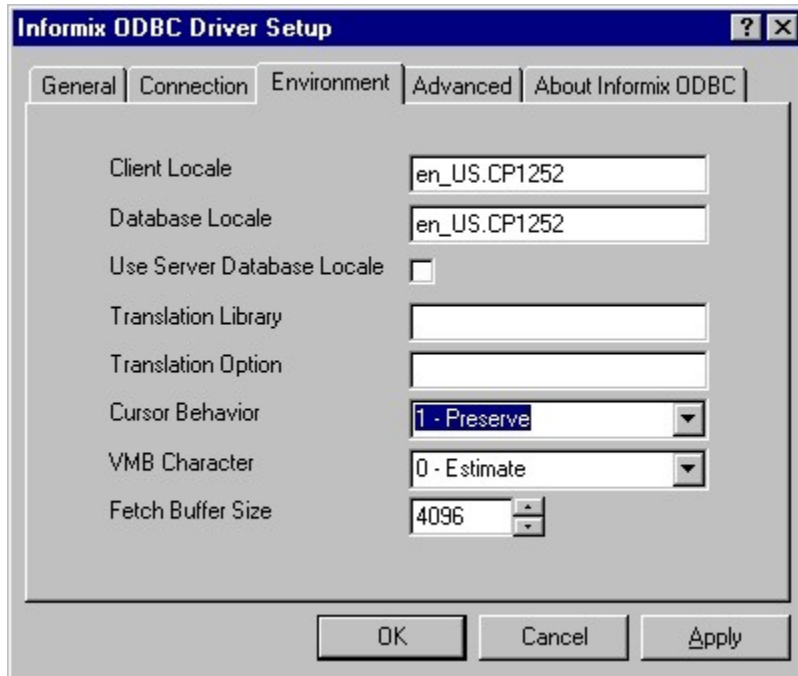 Informix ODBC Driver Setup
General Connection Environment Advanced About Informix ODBC
Client Locale en_US.CP1252
Database Locale en_US.CP1252
Use Server Database Locale
Translation Library
Translation Option
Cursor Behavior 1 - Preserve
VMB Character 0 - Estimate
Fetch Buffer Size 4096
OK Cancel Apply